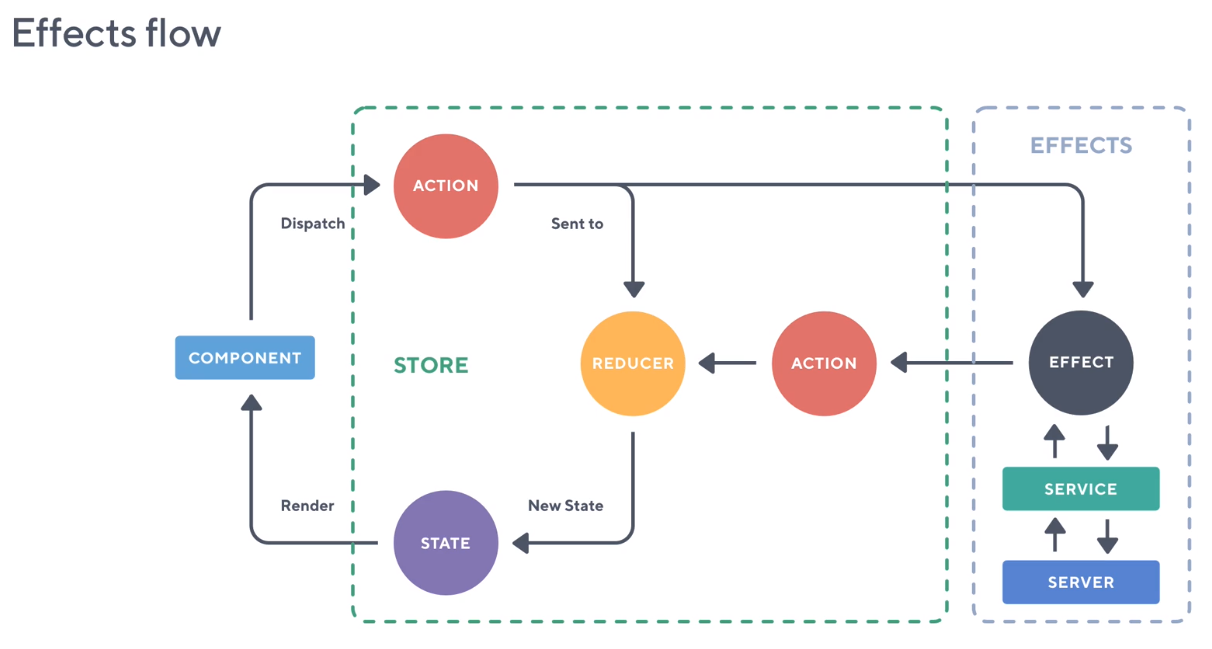 Effects flow
EFFECTS
ACTION
Dispatch
Sent to
COMPONENT
STORE
REDUCER
ACTION
EFFECT
Render
New State
STATE
SERVICE
SERVER